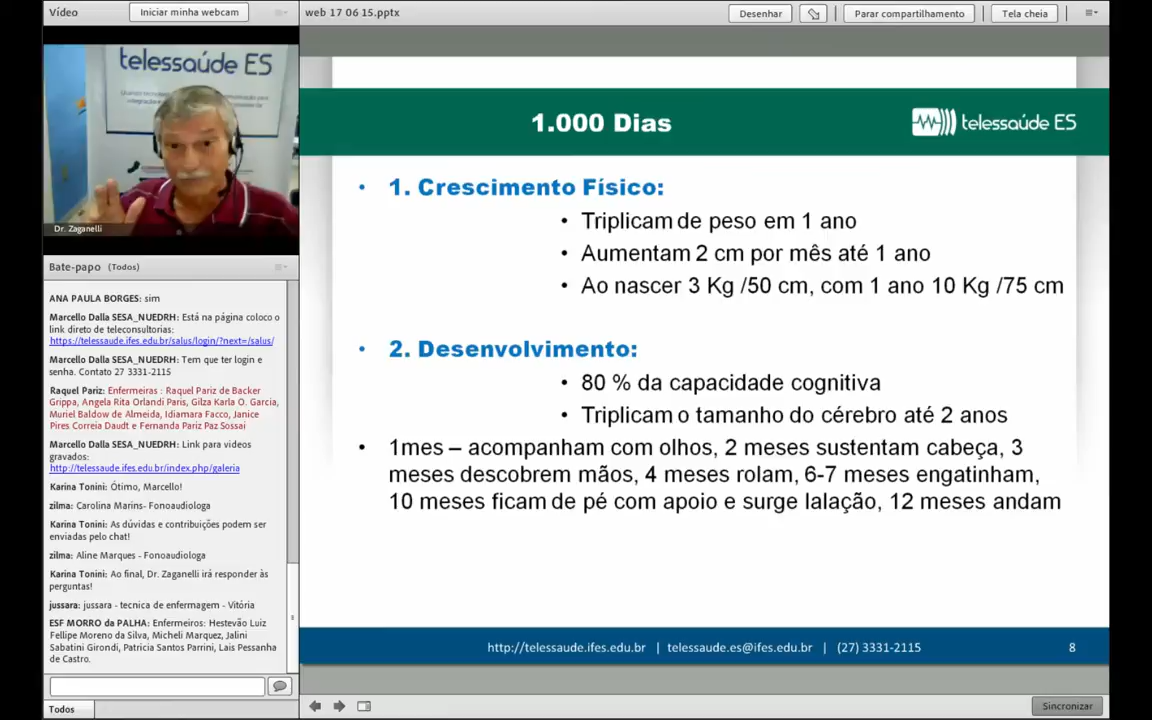 Vídeo
Iniciar minha webcam
web 17 06 15.pptx
Desenhar
Parar compartilhamento
Tela cheia
telessaúde ES
Dr. Zaganelli
Bate-papo (Todos)
ANA PAULA BORGES: sim
Marcello Dalla SESA_NUEDRH: Está na página coloco o
link direto de teleconsultorias:
https://telessaude.ifes.edu.br/salus/login/?next=/salus/
Marcello Dalla SESA_NUEDRH: Tem que ter login e
senha. Contato 27 3331-2115
Raquel Pariz: Enfermeiras : Raquel Pariz de Backer
Grippa, Angela Rita Orlandi Paris, Gilza Karla O. Garcia,
Muriel Baldow de Almeida, Idiamara Facco, Janice
Pires Correia Daudt e Fernanda Pariz Paz Sossai
Marcello Dalla SESA_NUEDRH: Link para videos
gravados:
http://telessaude.ifes.edu.br/index.php/galeria
Karina Tonini: Ótimo, Marcello!
zilma: Carolina Marins- Fonoaudiologa
Karina Tonini: As dúvidas e contribuições podem ser
enviadas pelo chat!
zilma: Aline Marques - Fonoaudiologa
Karina Tonini: Ao final, Dr. Zaganelli irá responder às
perguntas!
jussara: jussara - tecnica de enfermagem - Vitória
ESF MORRO da PALHA: Enfermeiros: Hestevão Luiz
Fellipe Moreno da Silva, Micheli Marquez, Jalini
Sabatini Girondi, Patricia Santos Parrini, Lais Pessanha
de Castro.
Todos
1.000 Dias
telessaúde ES
• 1. Crescimento Físico:
• Triplicam de peso em 1 ano
• Aumentam 2 cm por mês até 1 ano
• Ao nascer 3 Kg /50 cm, com 1 ano 10 Kg /75 cm
• 2. Desenvolvimento:
• 80 % da capacidade cognitiva
• Triplicam o tamanho do cérebro até 2 anos
• 1mes – acompanham com olhos, 2 meses sustentam cabeça, 3
meses descobrem mãos, 4 meses rolam, 6-7 meses engatinham,
10 meses ficam de pé com apoio e surge lalação, 12 meses andam
http://telessaude.ifes.edu.br | telessaude.es@ifes.edu.br | (27) 3331-2115
8
Sincronizar